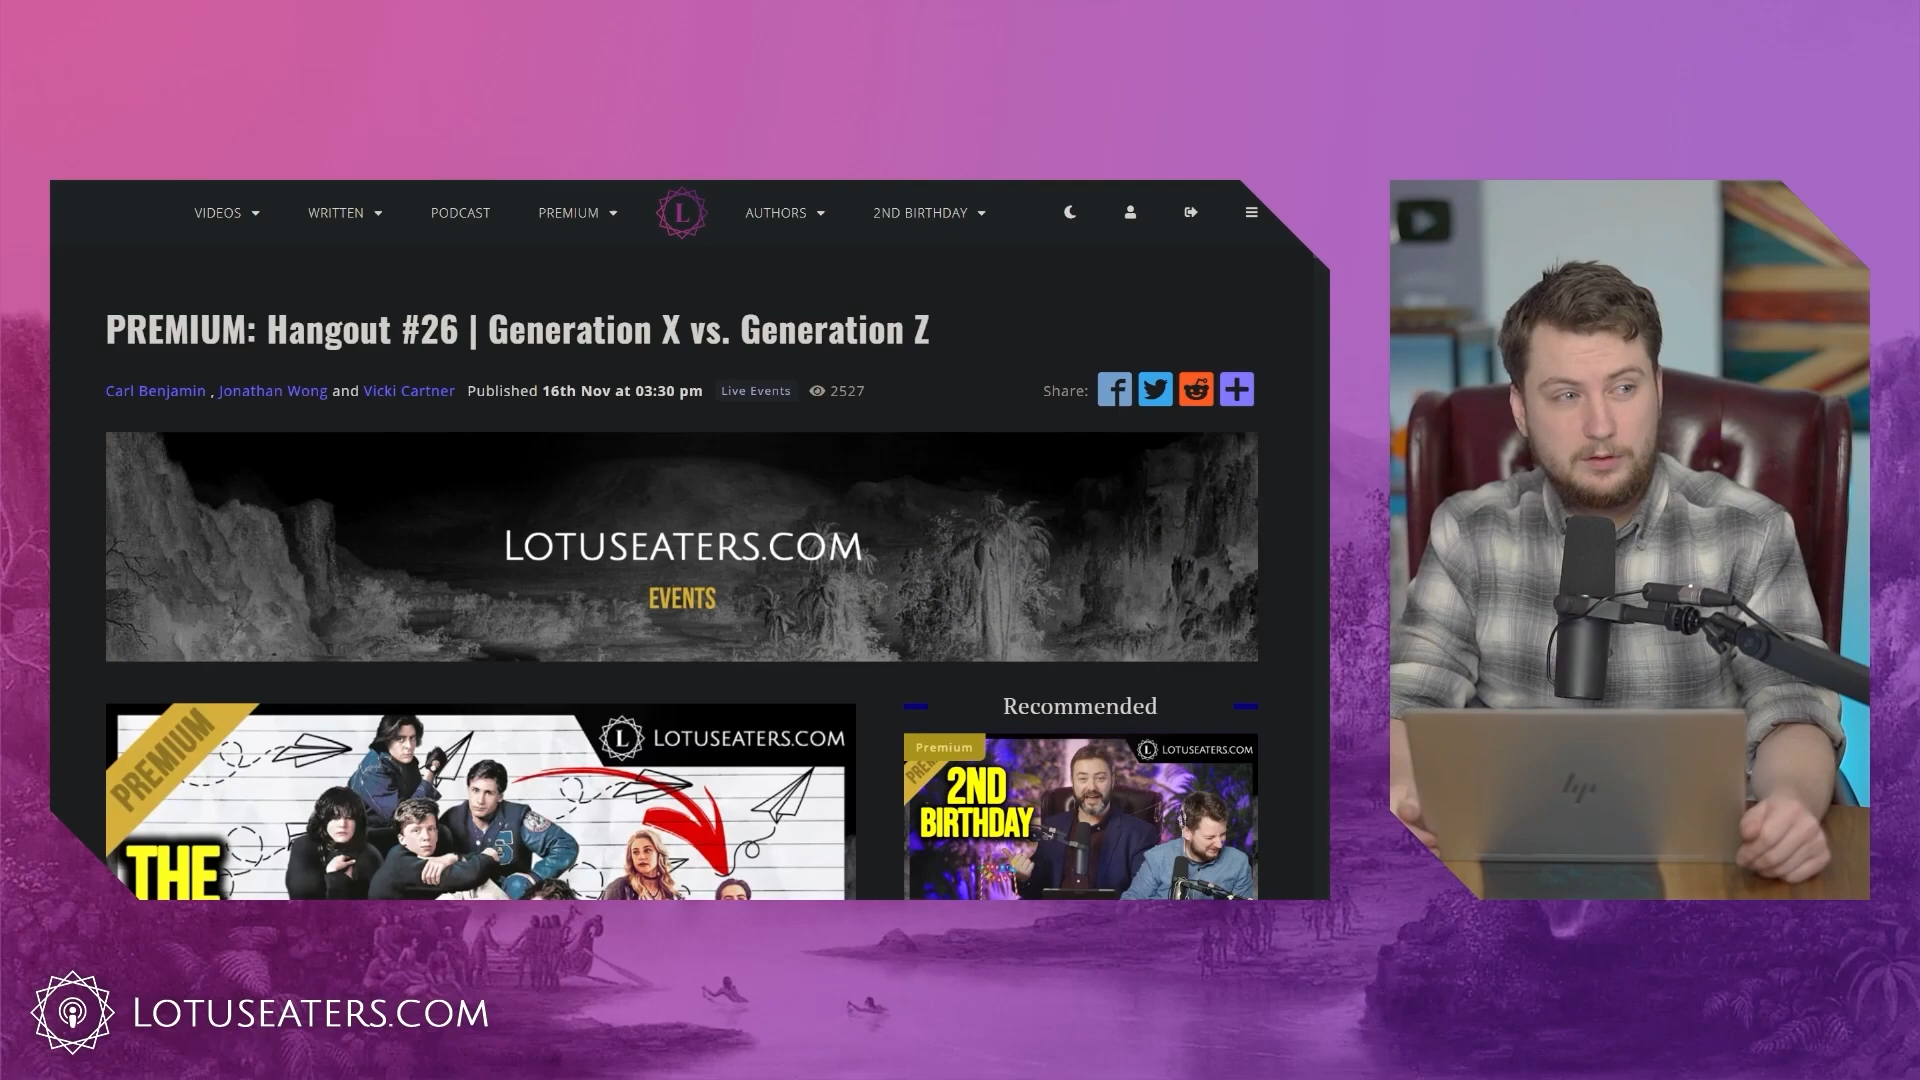 VIDEOS WRITTEN PODCAST PREMIUM L AUTHORS 2ND BIRTHDAY
PREMIUM: Hangout #26 | Generation X vs. Generation Z
Carl Benjamin , Jonathan Wong and Vicki Cartner Published 16th Nov at 03:30 pm Live Events 2527
Share:
LOTUSEATERS.COM
EVENTS
PREMIUM
L LOTUSEATERS.COM
THE
S
Recommended
Premium
L LOTUSEATERS.COM
2ND
BIRTHDAY
hp
LOTUSEATERS.COM